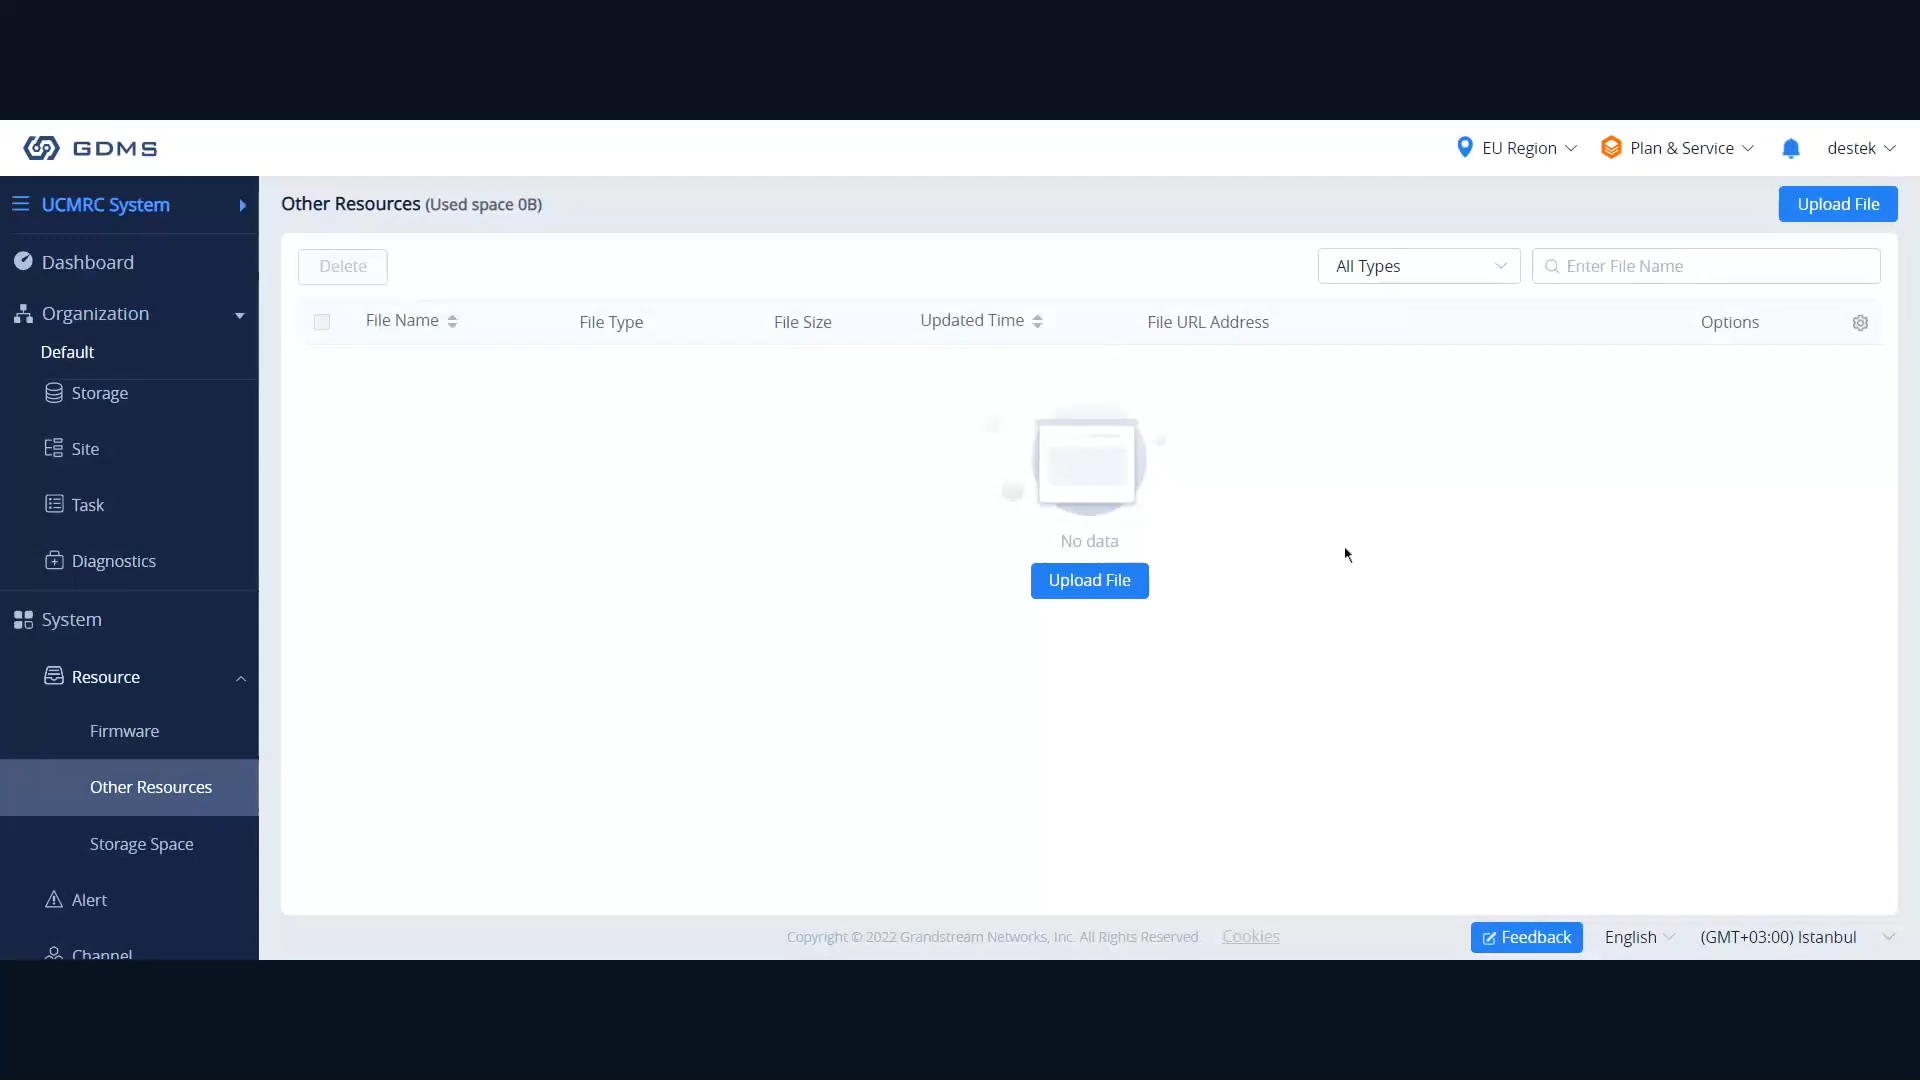 GDMS
EU Region
Plan & Service
destek
UCMRC System
Other Resources (Used space 0B)
Upload File
Dashboard
Organization
Default
Storage
Site
Task
Diagnostics
System
Resource
Firmware
Other Resources
Storage Space
Alert
Channel
Delete
All Types
Enter File Name
File Name
File Type
File Size
Updated Time
File URL Address
Options
No data
Upload File
Copyright © 2022 Grandstream Networks, Inc. All Rights Reserved
Cookies
Feedback
English
(GMT+03:00) Istanbul